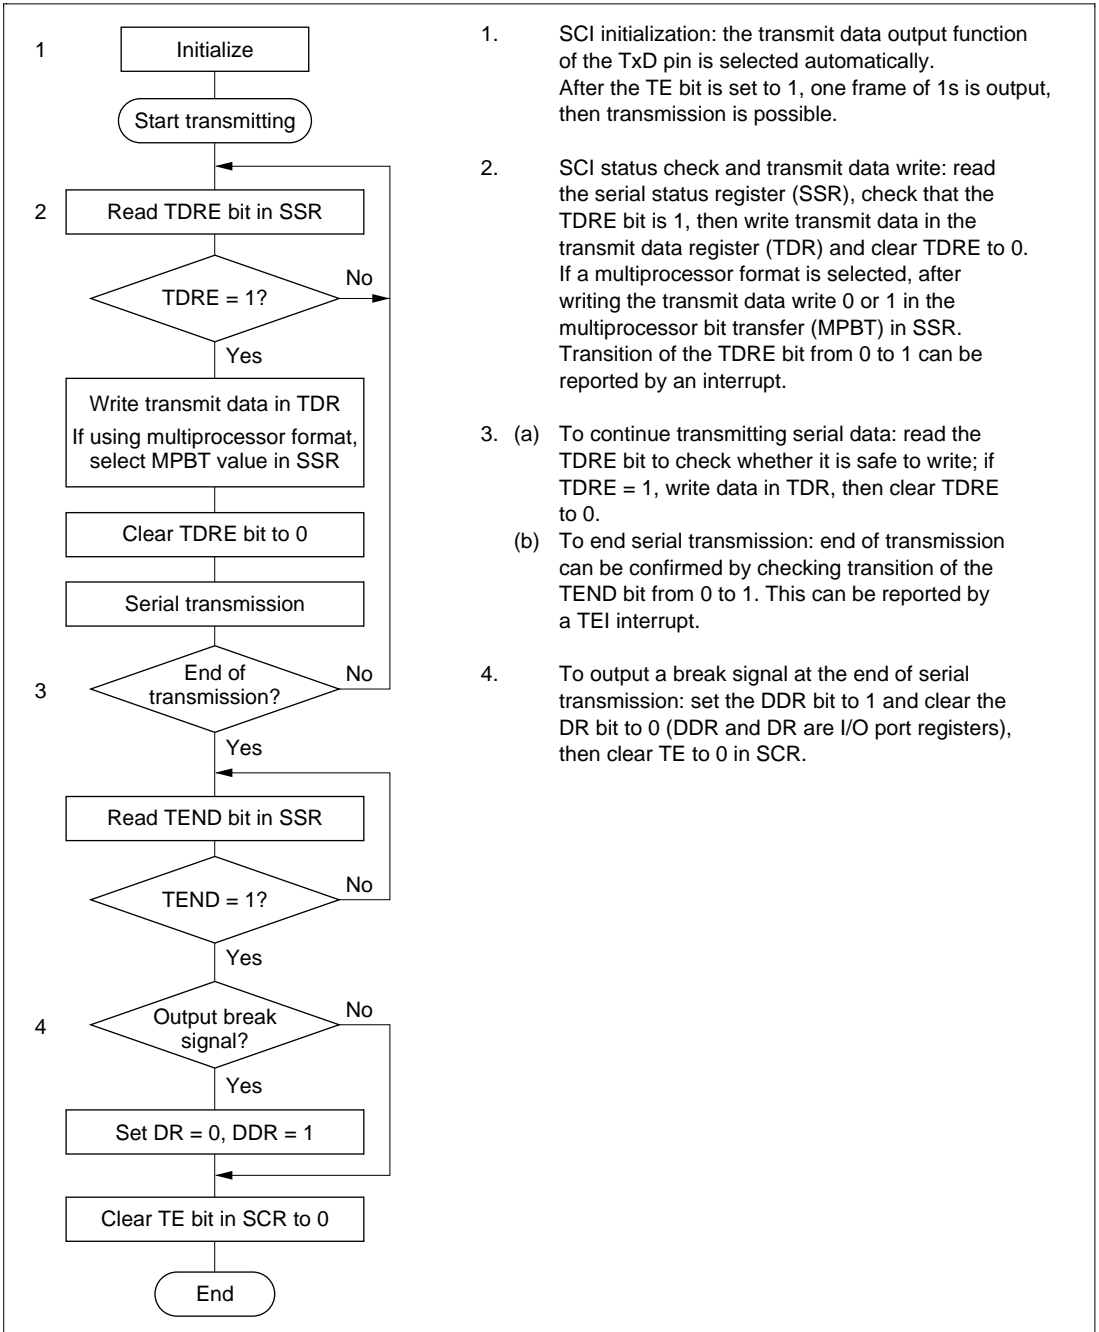 1
Initialize
Start transmitting
2
Read TDRE bit in SSR
TDRE = 1?
No
Yes
Write transmit data in TDR
If using multiprocessor format,
select MPBT value in SSR
Clear TDRE bit to 0
Serial transmission
3
End of
transmission?
No
Yes
Read TEND bit in SSR
TEND = 1?
No
Yes
4
Output break
signal?
No
Yes
Set DR = 0, DDR = 1
Clear TE bit in SCR to 0
End
1. SCI initialization: the transmit data output function
of the TxD pin is selected automatically.
After the TE bit is set to 1, one frame of 1s is output,
then transmission is possible.
2. SCI status check and transmit data write: read
the serial status register (SSR), check that the
TDRE bit is 1, then write transmit data in the
transmit data register (TDR) and clear TDRE to 0.
If a multiprocessor format is selected, after
writing the transmit data write 0 or 1 in the
multiprocessor bit transfer (MPBT) in SSR.
Transition of the TDRE bit from 0 to 1 can be
reported by an interrupt.
3. (a) To continue transmitting serial data: read the
TDRE bit to check whether it is safe to write; if
TDRE = 1, write data in TDR, then clear TDRE
to 0.
(b) To end serial transmission: end of transmission
can be confirmed by checking transition of the
TEND bit from 0 to 1. This can be reported by
a TEI interrupt.
4. To output a break signal at the end of serial
transmission: set the DDR bit to 1 and clear the
DR bit to 0 (DDR and DR are I/O port registers),
then clear TE to 0 in SCR.